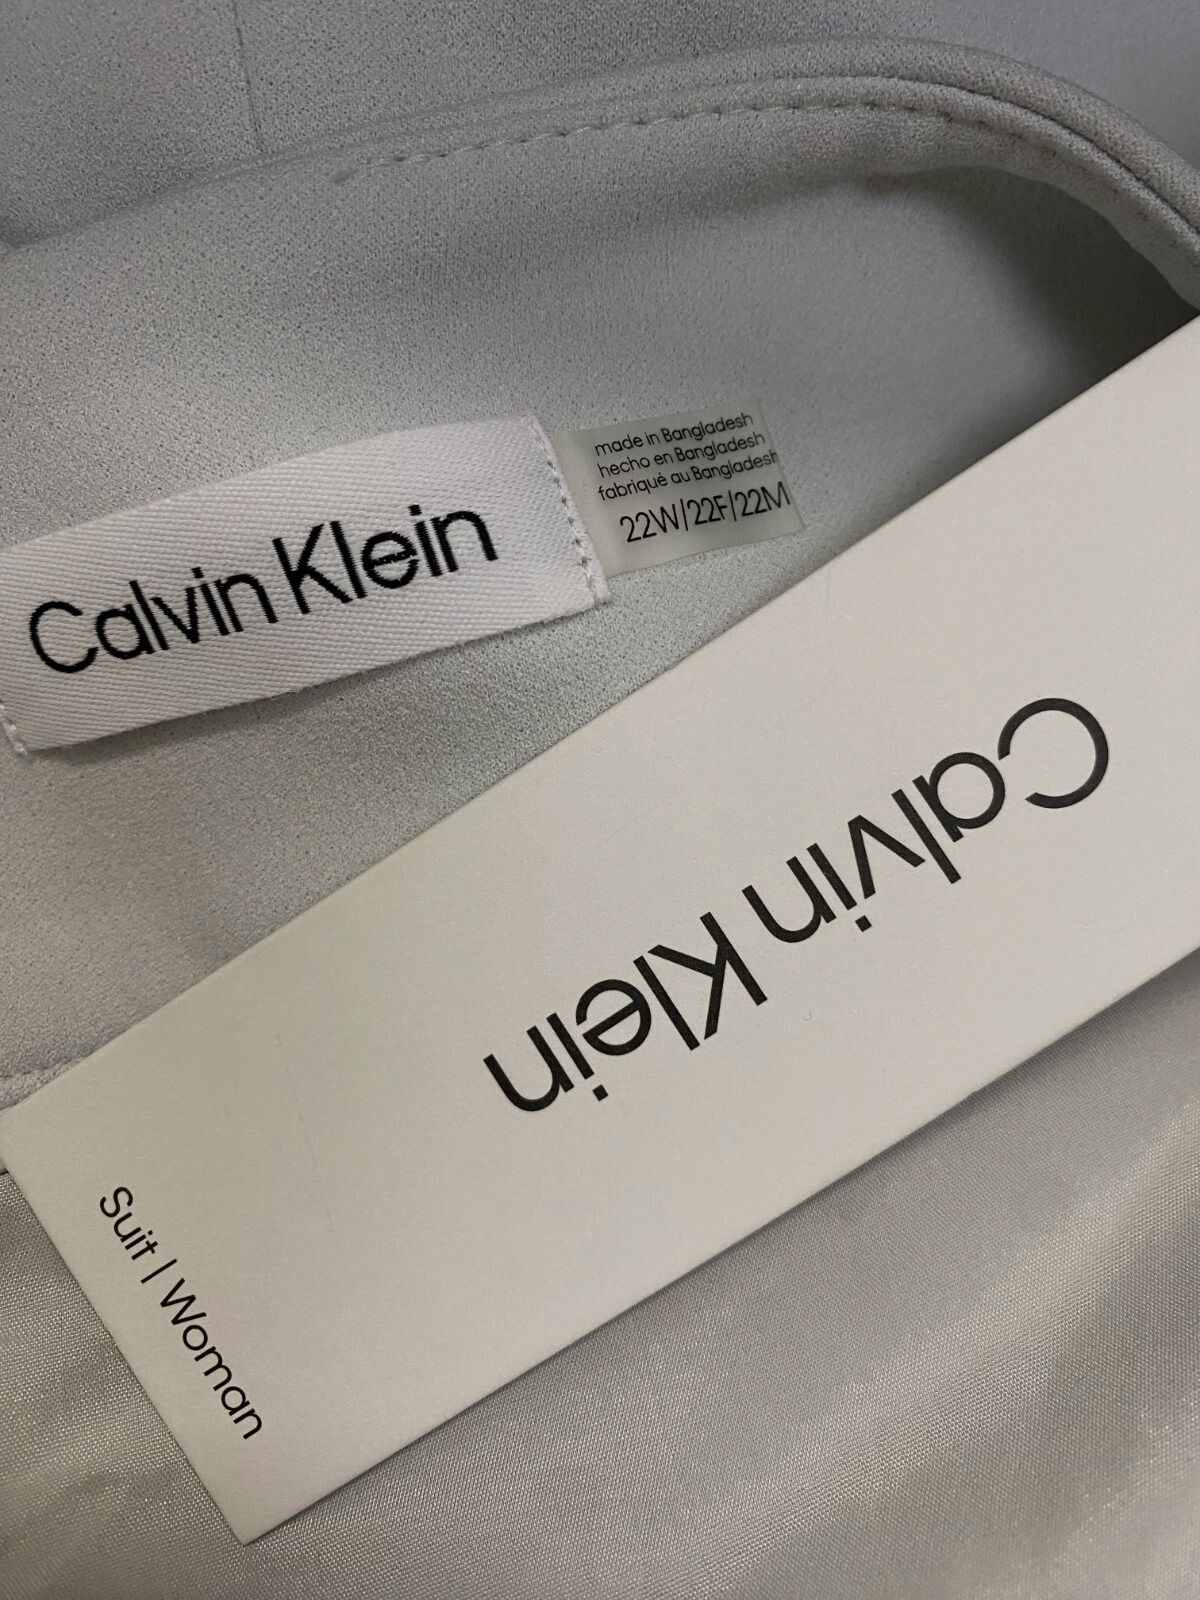 Calvin Klein
made in Bangladesh
hecho en Bangladesh
fabriqué au Bangladesh
22W/22F/22M
Calvin Klein
Suit | Woman